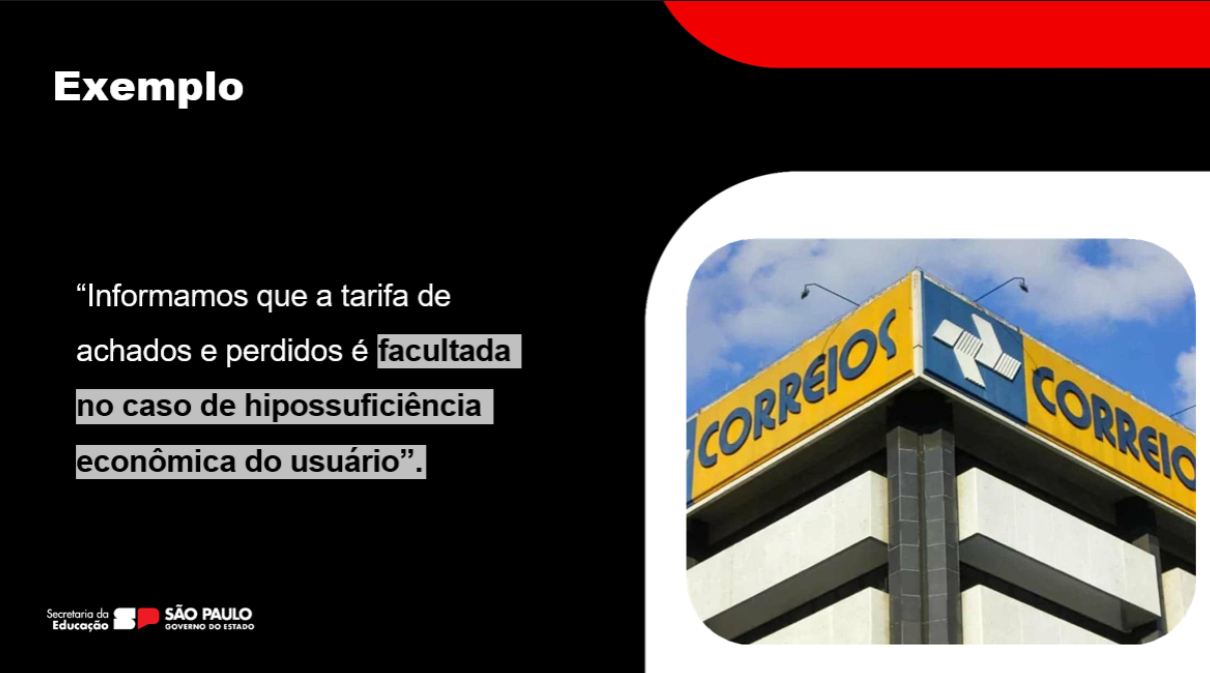 Exemplo
“Informamos que a tarifa de
achados e perdidos é facultada
no caso de hipossuficiência
econômica do usuário”.
CORREIOS
CORREIO
Secretaria da
Educação
SÃO PAULO
GOVERNO DO ESTADO